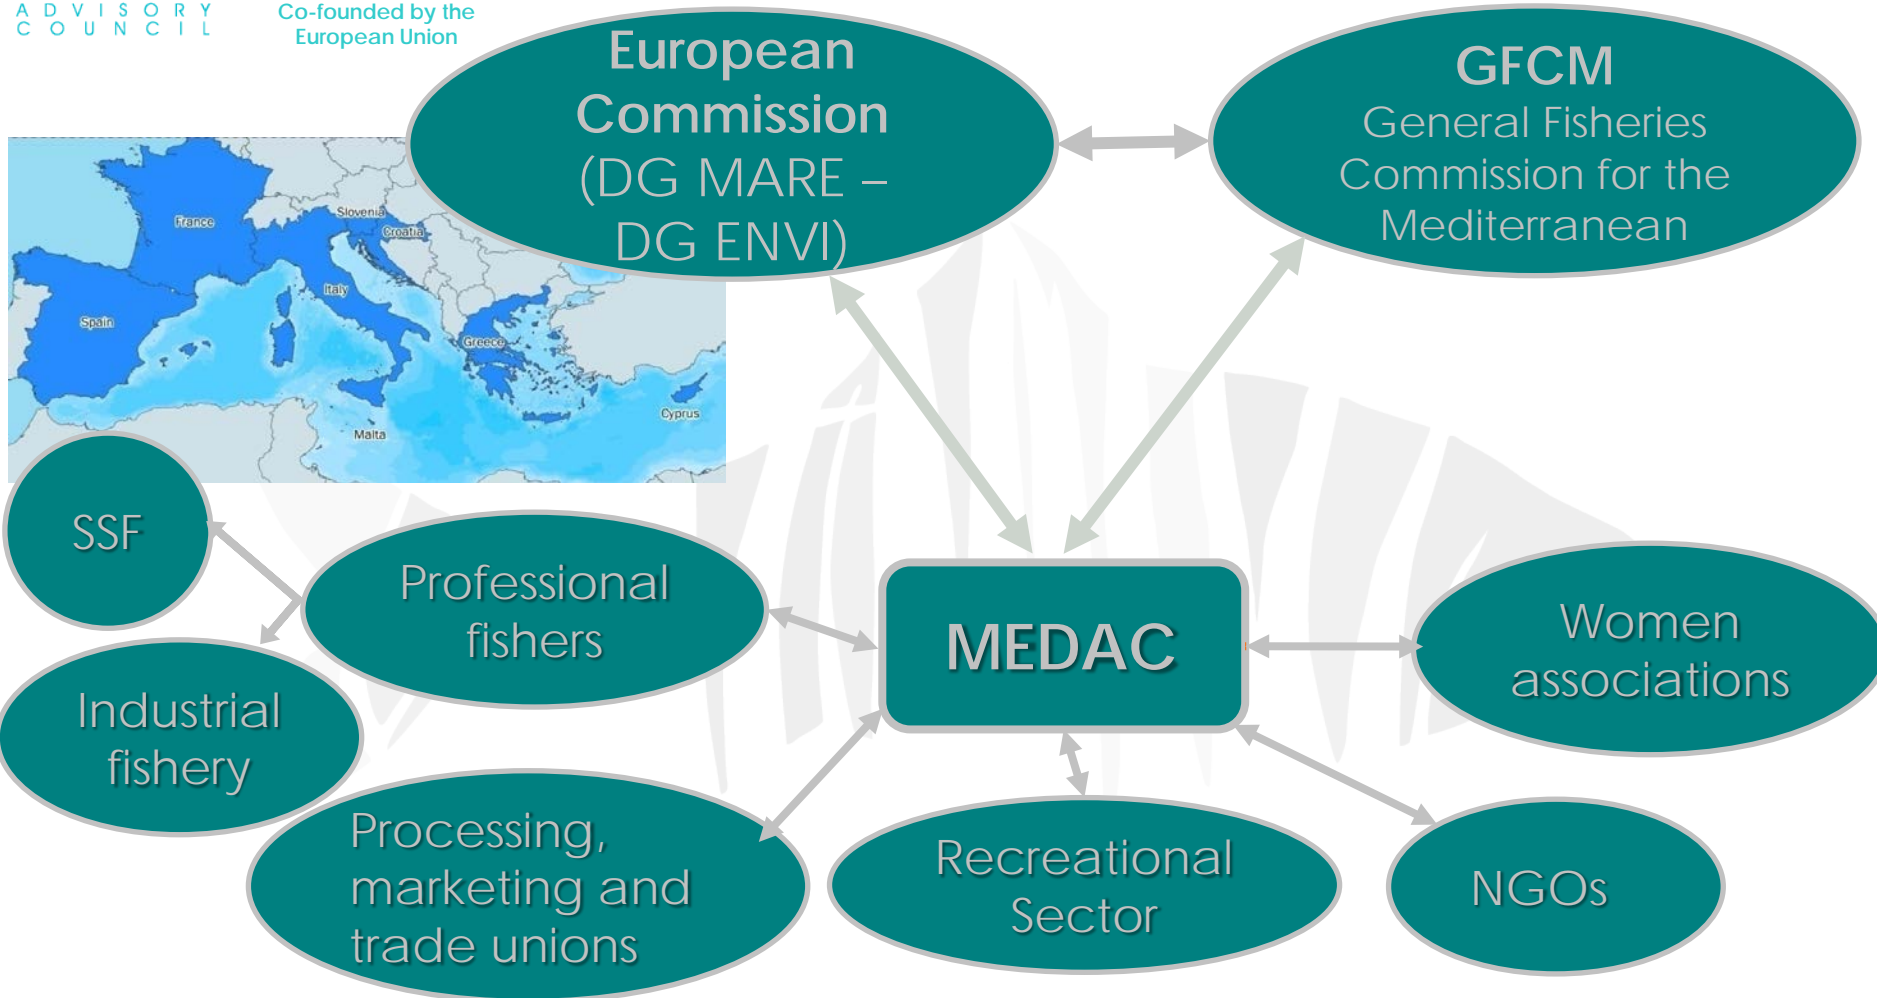 ADVISORY
COUNCIL
Co-founded by the
European Union
European
Commission
(DG MARE –
DG ENVI)
GFCM
General Fisheries
Commission for the
Mediterranean
France
Slovenia
Croatia
Italy
Spain
Greece
Cyprus
Malta
SSF
Professional
fishers
MEDAC
Women
associations
Industrial
fishery
Processing,
marketing and
trade unions
Recreational
Sector
NGOs